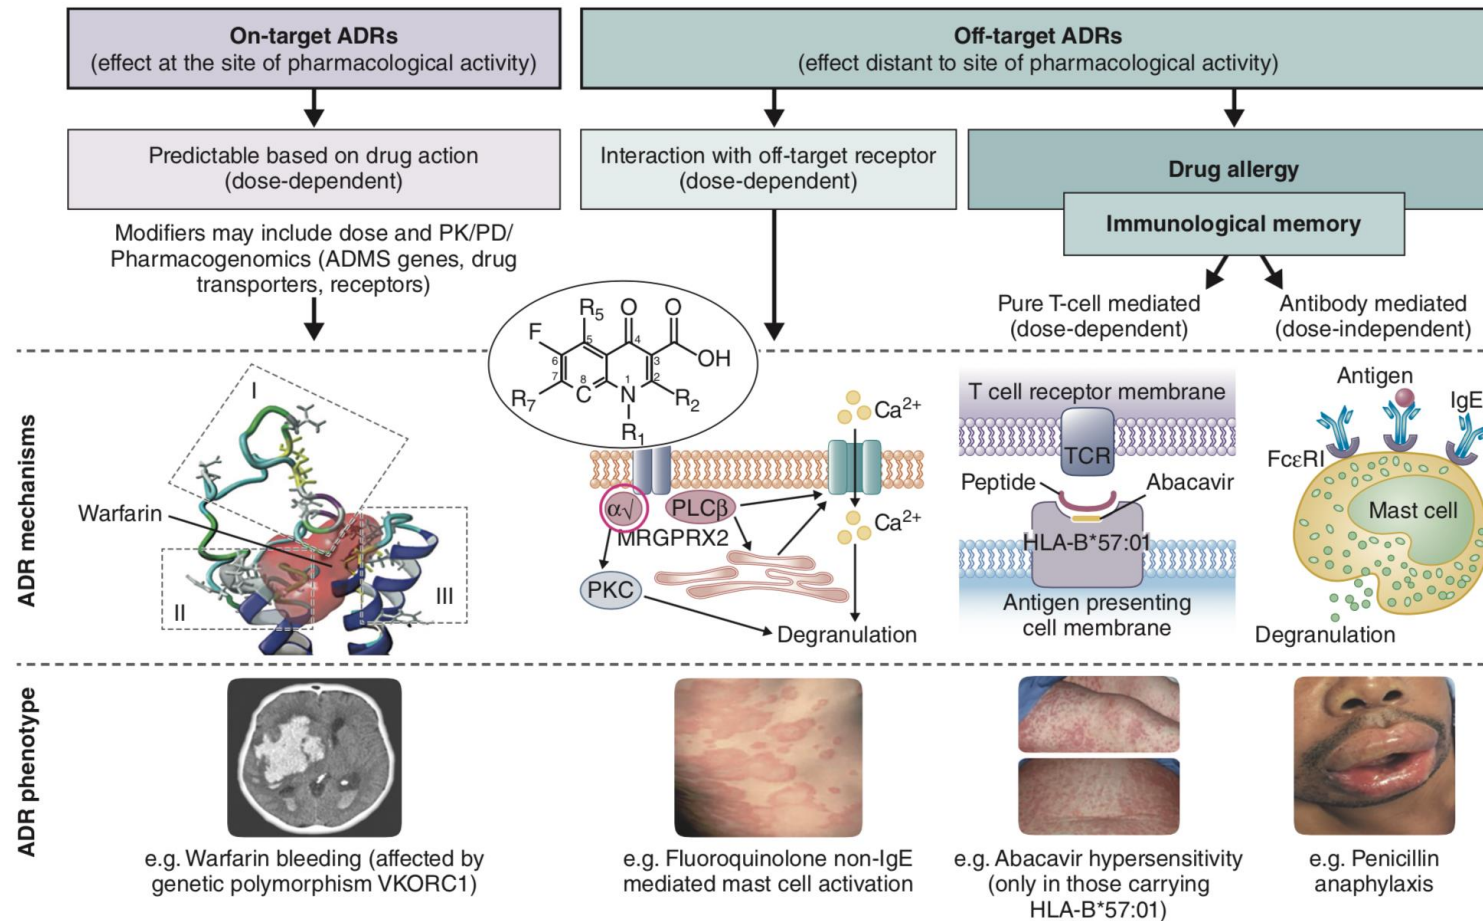 On-target ADRs
(effect at the site of pharmacological activity)
Off-target ADRs
(effect distant to site of pharmacological activity)
Predictable based on drug action
(dose-dependent)
Interaction with off-target receptor
(dose-dependent)
Drug allergy
Immunological memory
Modifiers may include dose and PK/PD/
Pharmacogenomics (ADMS genes, drug
transporters, receptors)
Pure T-cell mediated
(dose-dependent)
Antibody mediated
(dose-independent)
ADR mechanisms
I
Warfarin
II
III
R5
O
O
F
5
4
6
3
OH
7
8
1
2
R7
C
N
R2
R1
Ca2+
α√
PLCβ
Ca2+
MRGPRX2
PKC
Degranulation
T cell receptor membrane
TCR
Peptide
Abacavir
HLA-B*57:01
Antigen presenting
cell membrane
Antigen
IgE
FcεRI
Mast cell
Degranulation
ADR phenotype
e.g. Warfarin bleeding (affected by
genetic polymorphism VKORC1)
e.g. Fluoroquinolone non-IgE
mediated mast cell activation
e.g. Abacavir hypersensitivity
(only in those carrying
HLA-B*57:01)
e.g. Penicillin
anaphylaxis